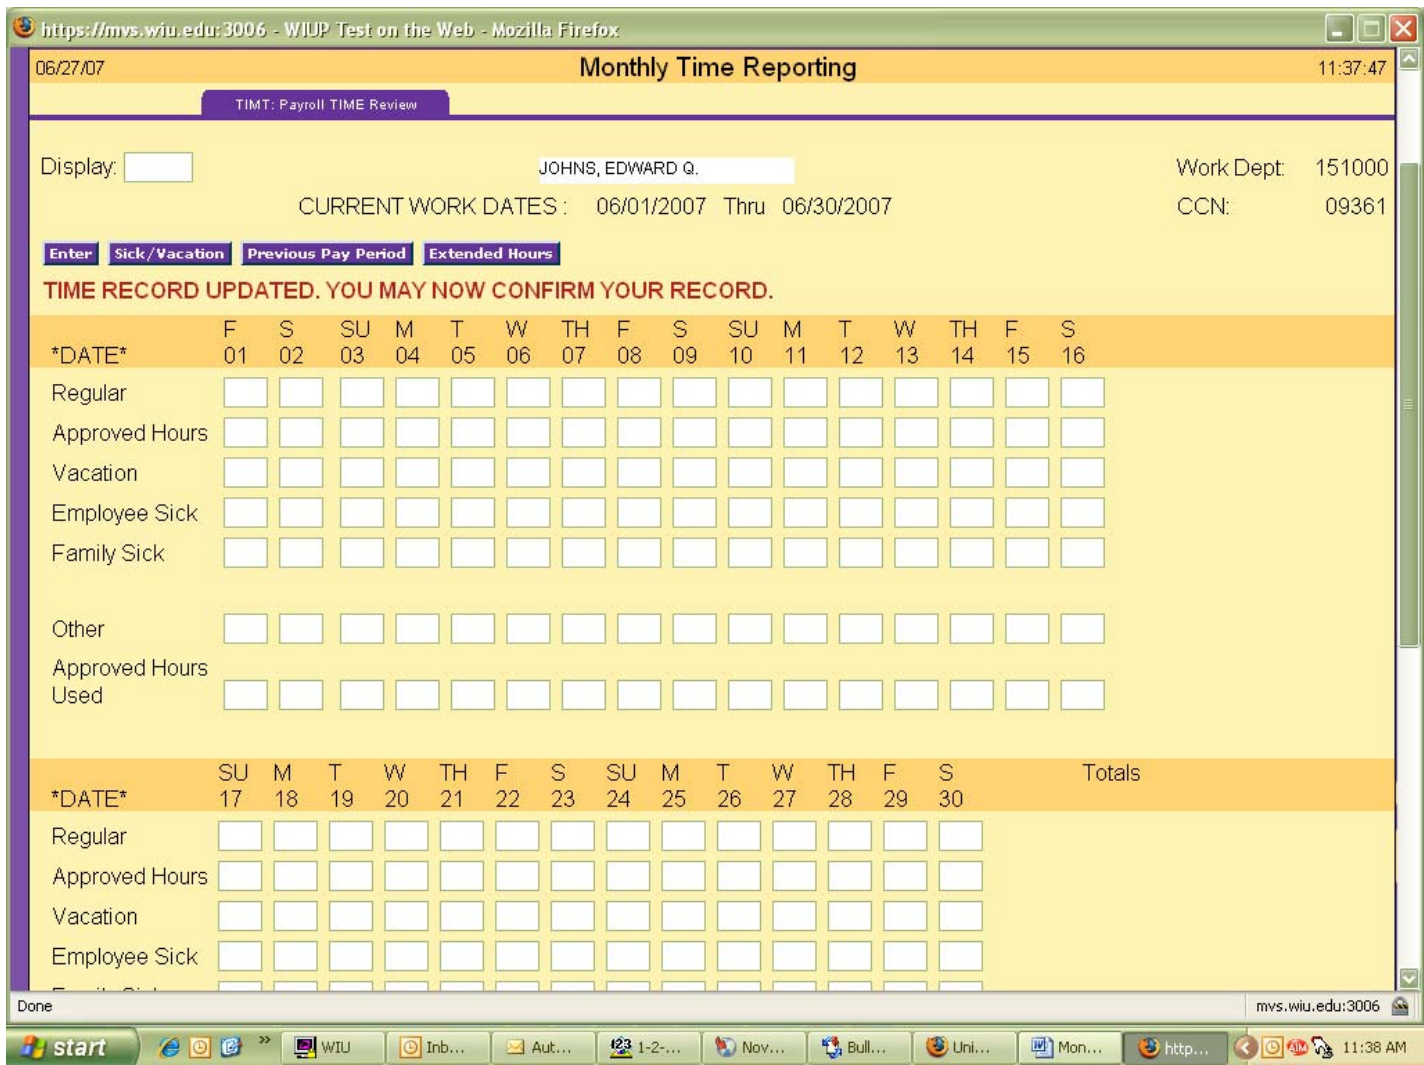 https://mvs.wiu.edu:3006 - WIUP Test on the Web - Mozilla Firefox
06/27/07 Monthly Time Reporting 11:37:47
TIMT: Payroll TIME Review
Display: JOHNS, EDWARD Q. Work Dept: 151000
CURRENT WORK DATES : 06/01/2007 Thru 06/30/2007 CCN: 09361
Enter Sick/Vacation Previous Pay Period Extended Hours
TIME RECORD UPDATED. YOU MAY NOW CONFIRM YOUR RECORD.
F S SU M T W TH F S SU M T W TH F S
*DATE* 01 02 03 04 05 06 07 08 09 10 11 12 13 14 15 16
Regular
Approved Hours
Vacation
Employee Sick
Family Sick
Other
Approved Hours
Used
SU M T W TH F S SU M T W TH F S Totals
*DATE* 17 18 19 20 21 22 23 24 25 26 27 28 29 30
Regular
Approved Hours
Vacation
Employee Sick
Done mvs.wiu.edu:3006
start » WIU Inb... Aut... 1-2-... Nov... Bull... Uni... Mon... http... 11:38 AM